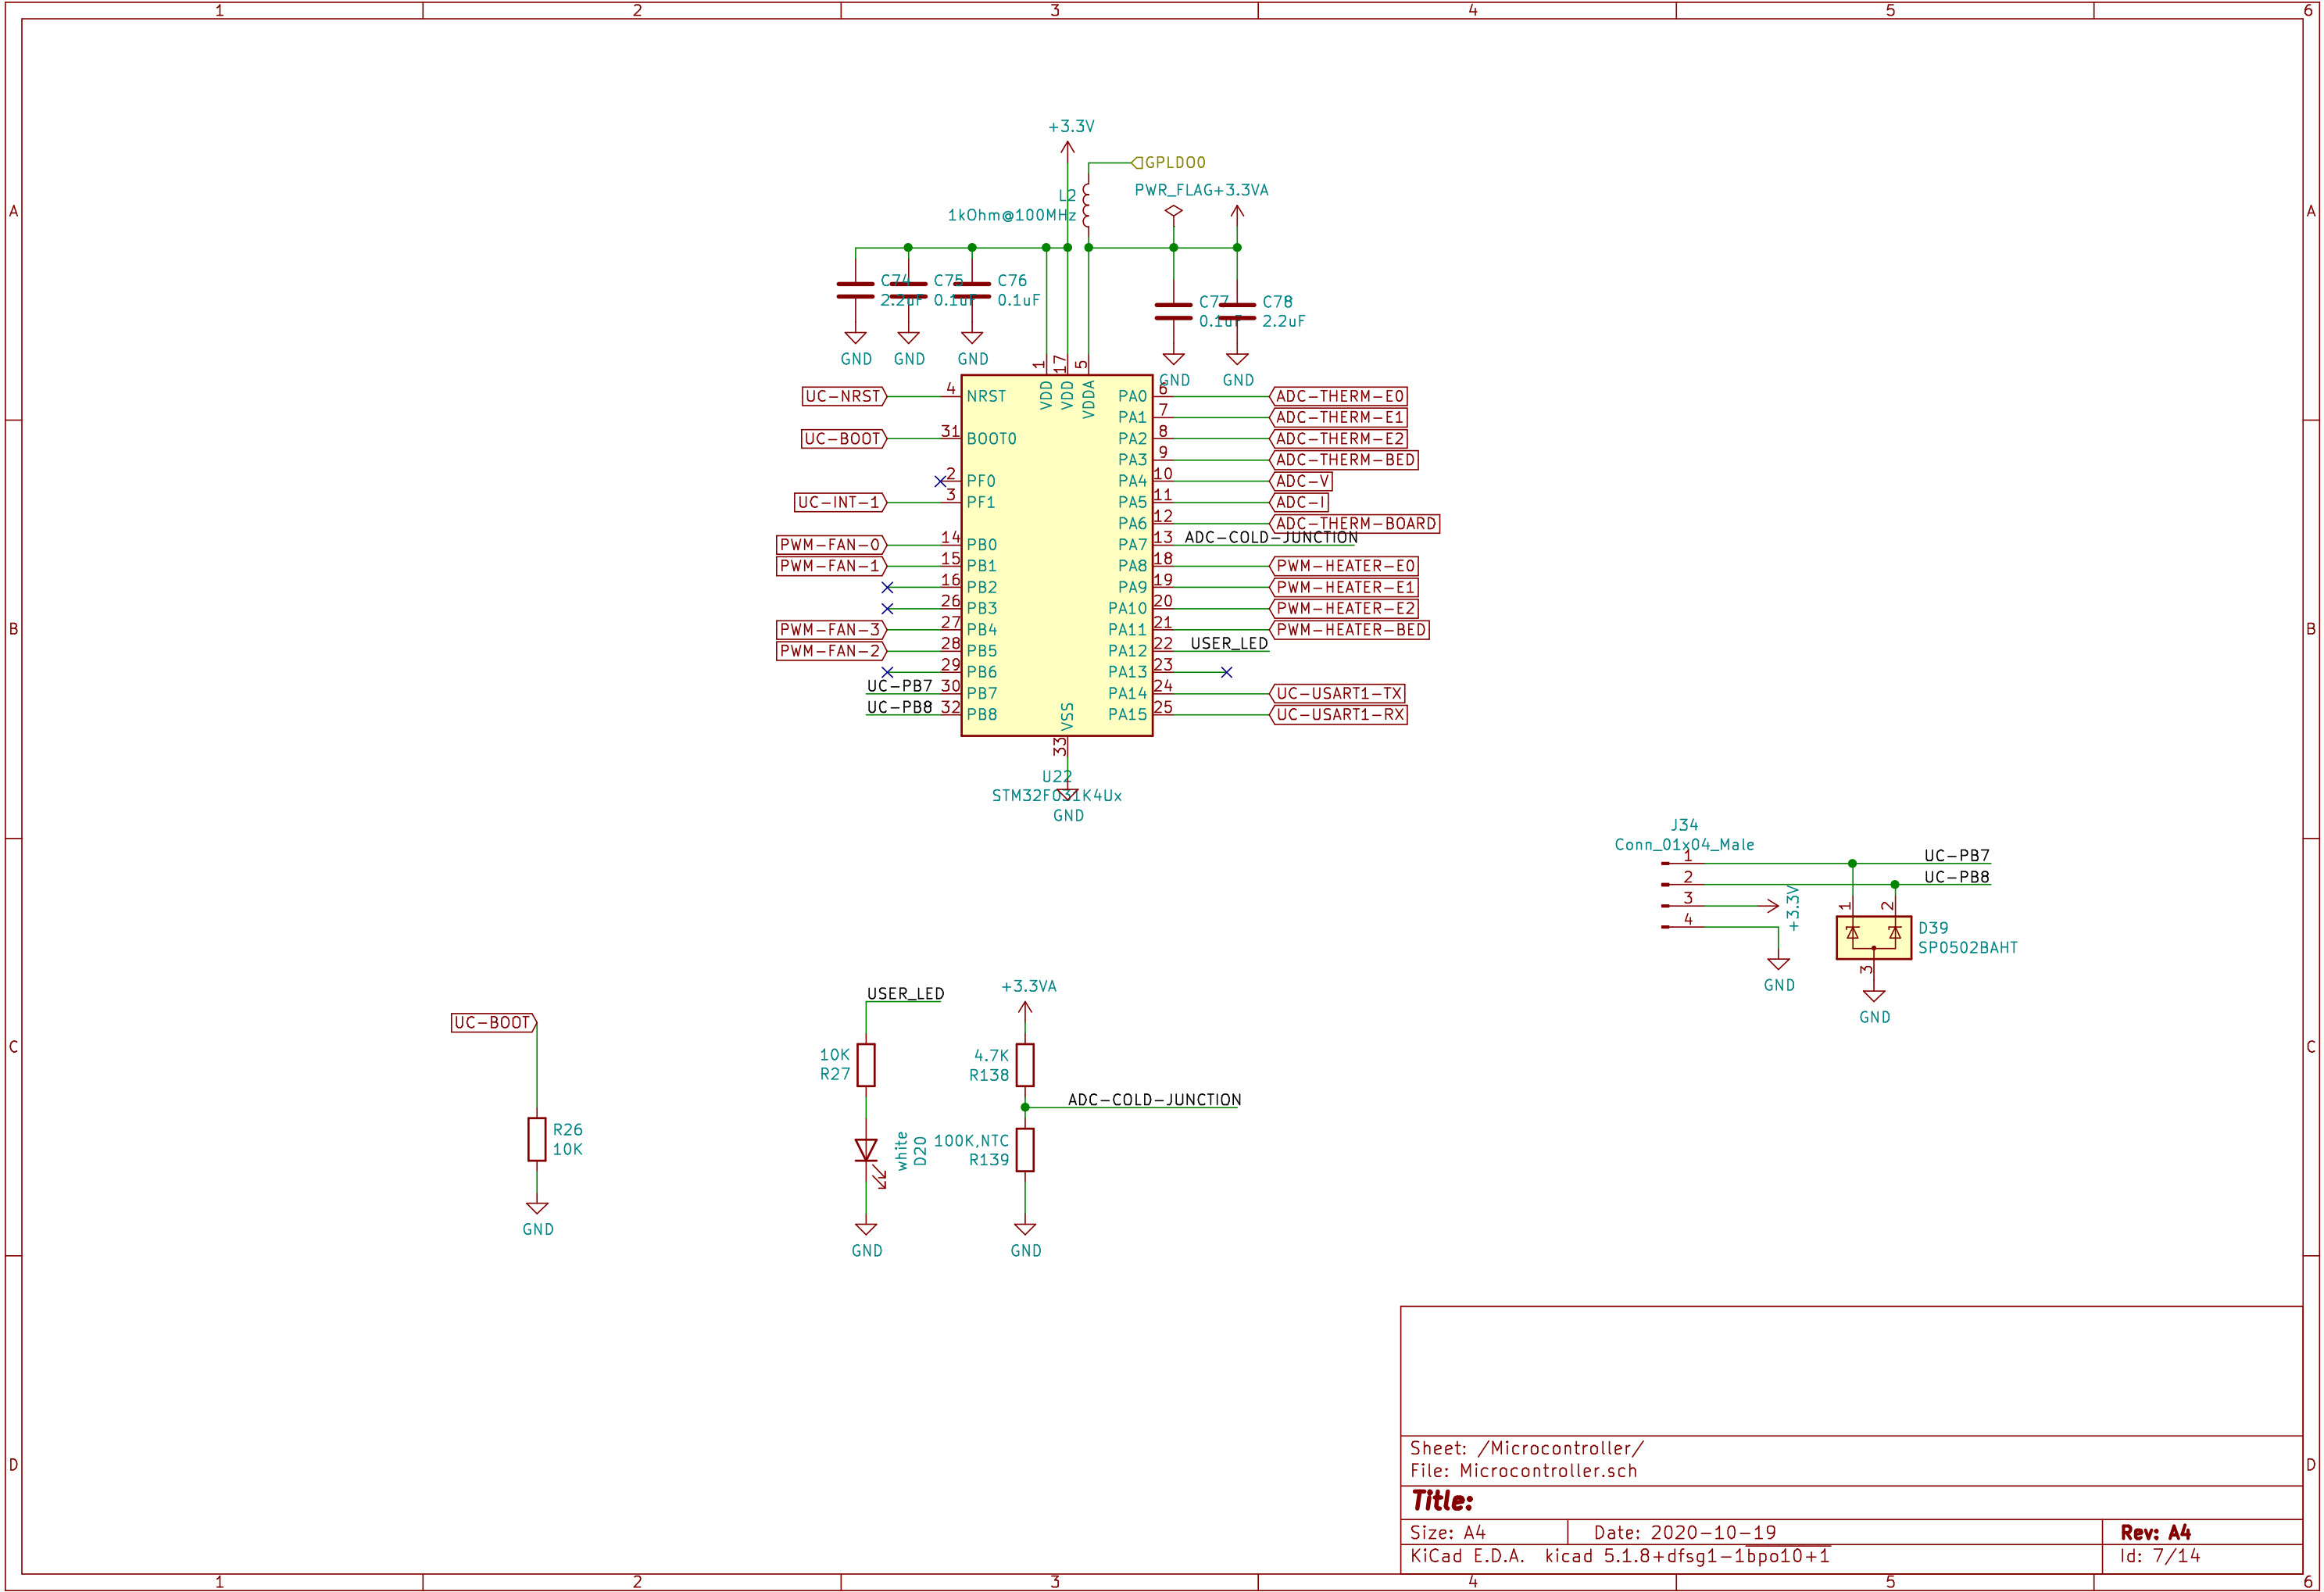 1 2 3 4 5 6
A A
B B
C C
D D
+3.3V
GPLDO0
L2
1kOhm@100MHz
PWR_FLAG
+3.3VA
C74
2.2uF
C75
0.1uF
C76
0.1uF
C77
0.1uF
C78
2.2uF
GND
GND
GND
GND
GND
1 VDD
17 VDD
5 VDDA
UC-NRST 4 NRST
UC-BOOT 31 BOOT0
2 PF0
UC-INT-1 3 PF1
PWM-FAN-0 14 PB0
PWM-FAN-1 15 PB1
16 PB2
26 PB3
PWM-FAN-3 27 PB4
PWM-FAN-2 28 PB5
29 PB6
UC-PB7 30 PB7
UC-PB8 32 PB8
PA0 6 ADC-THERM-E0
PA1 7 ADC-THERM-E1
PA2 8 ADC-THERM-E2
PA3 9 ADC-THERM-BED
PA4 10 ADC-V
PA5 11 ADC-I
PA6 12 ADC-THERM-BOARD
PA7 13 ADC-COLD-JUNCTION
PA8 18 PWM-HEATER-E0
PA9 19 PWM-HEATER-E1
PA10 20 PWM-HEATER-E2
PA11 21 PWM-HEATER-BED
PA12 22 USER_LED
PA13 23
PA14 24 UC-USART1-TX
PA15 25 UC-USART1-RX
VSS 33
U22
STM32F031K4Ux
GND
J34
Conn_01x04_Male
1 UC-PB7
2 UC-PB8
3 +3.3V
4
GND
1 2 3
D39
SP0502BAHT
GND
UC-BOOT
R26
10K
GND
USER_LED
10K
R27
white
D20
GND
+3.3VA
4.7K
R138
ADC-COLD-JUNCTION
100K,NTC
R139
GND
Sheet: /Microcontroller/
File: Microcontroller.sch
Title:
Size: A4 Date: 2020-10-19 Rev: A4
KiCad E.D.A. kicad 5.1.8+dfsg1-1bpo10+1 Id: 7/14
1 2 3 4 5 6